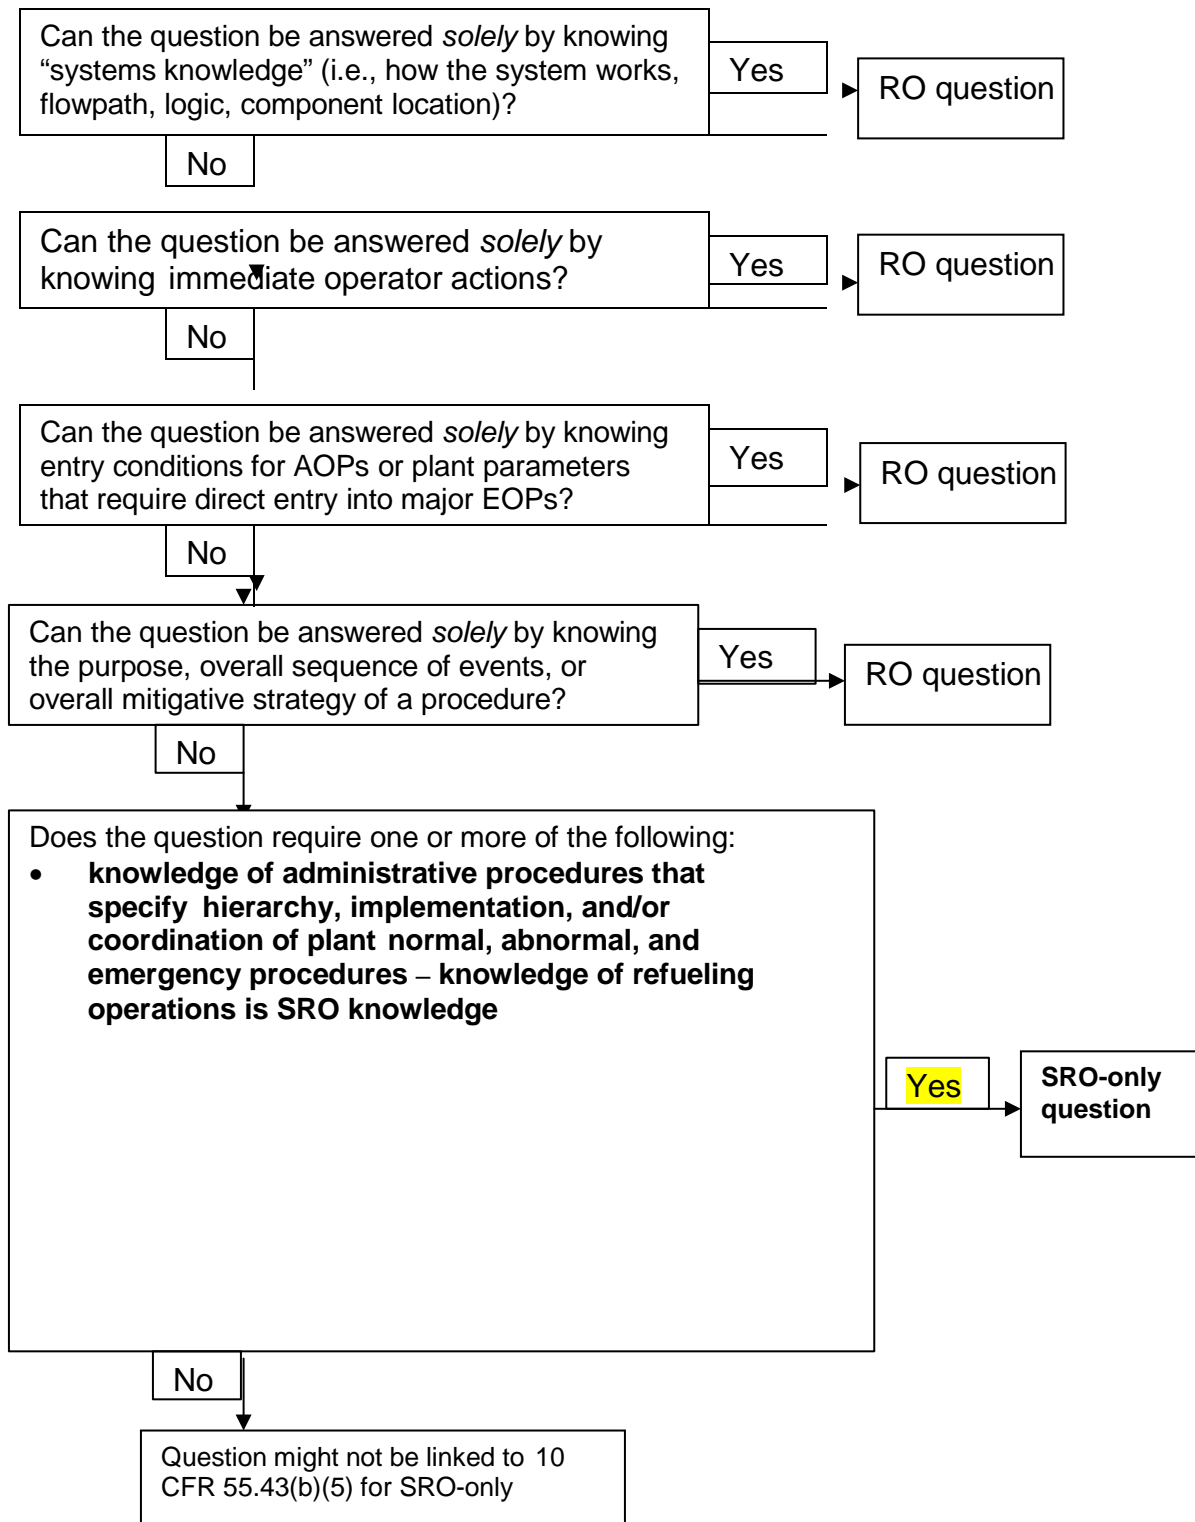 Can the question be answered solely by knowing
“systems knowledge” (i.e., how the system works,
flowpath, logic, component location)?
Yes
RO question
No
Can the question be answered solely by
knowing immediate operator actions?
Yes
RO question
No
Can the question be answered solely by knowing
entry conditions for AOPs or plant parameters
that require direct entry into major EOPs?
Yes
RO question
No
Can the question be answered solely by knowing
the purpose, overall sequence of events, or
overall mitigative strategy of a procedure?
Yes
RO question
No
Does the question require one or more of the following:
• knowledge of administrative procedures that
specify hierarchy, implementation, and/or
coordination of plant normal, abnormal, and
emergency procedures – knowledge of refueling
operations is SRO knowledge
Yes
SRO-only
question
No
Question might not be linked to 10
CFR 55.43(b)(5) for SRO-only